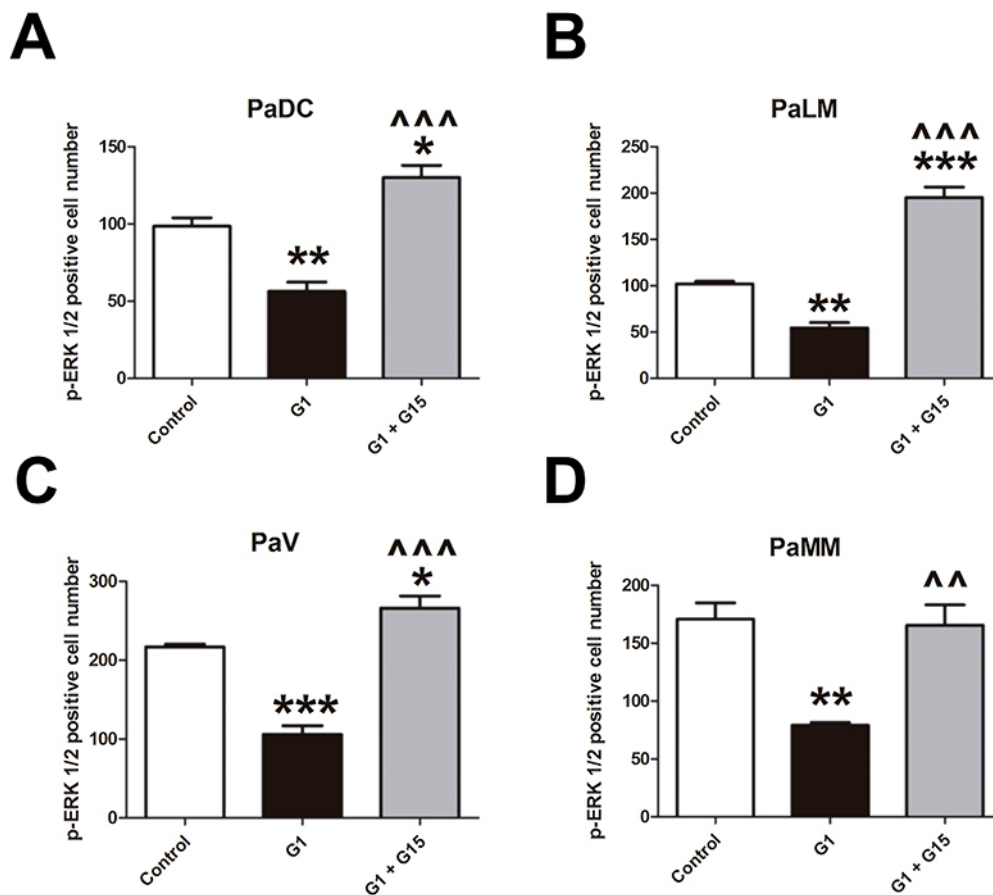 A
PaDC
p-ERK 1/2 positive cell number
150
100
50
0
**
^^^
*
Control
G1
G1 + G15
B
PaLM
p-ERK 1/2 positive cell number
250
200
150
100
50
0
**
^^^
***
Control
G1
G1 + G15
C
PaV
p-ERK 1/2 positive cell number
300
200
100
0
***
^^^
*
Control
G1
G1 + G15
D
PaMM
p-ERK 1/2 positive cell number
200
150
100
50
0
**
^^
Control
G1
G1 + G15